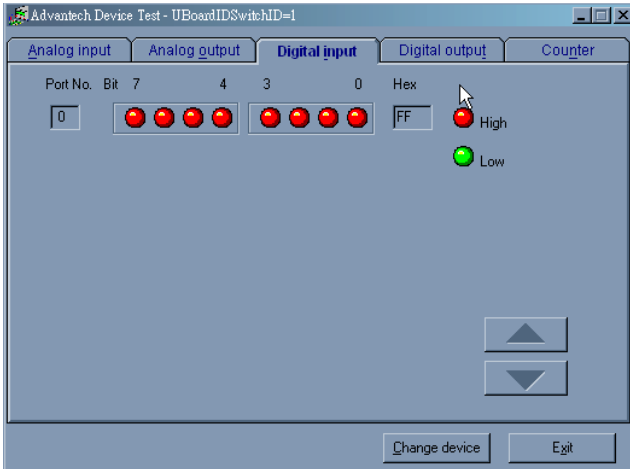 Advantech Device Test - UBoardIDSwitchID=1
Analog input Analog output Digital input Digital output Counter
Port No. Bit 7 4 3 0 Hex
0 FF High
Low
Change device Exit